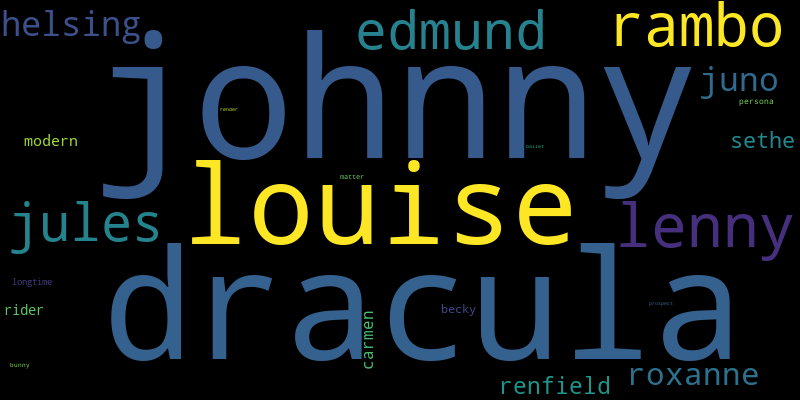 helsing
edmund
rambo
johnny
juno
persona
render
modern
sethe
matter
louise
jules
lenny
dracula
longtime
rider
carmen
becky
prospect
bunny
renfield
roxanne